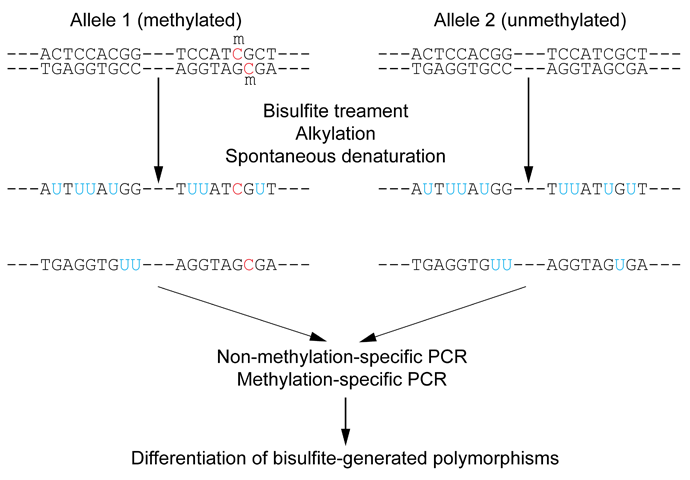 Allele 1 (methylated) Allele 2 (unmethylated)
m
---ACTCCACGG---TCCATCGCT--- ---ACTCCACGG---TCCATCGCT---
---TGAGGTGCC---AGGTAGCGA--- ---TGAGGTGCC---AGGTAGCGA---
m
Bisulfite treament
Alkylation
Spontaneous denaturation
---AUTUUAUGG---TUUATCGUT--- ---AUTUUAUGG---TUUATUGUT---
---TGAGGTGUU---AGGTAGCGA--- ---TGAGGTGUU---AGGTAGUGA---
Non-methylation-specific PCR
Methylation-specific PCR
Differentiation of bisulfite-generated polymorphisms